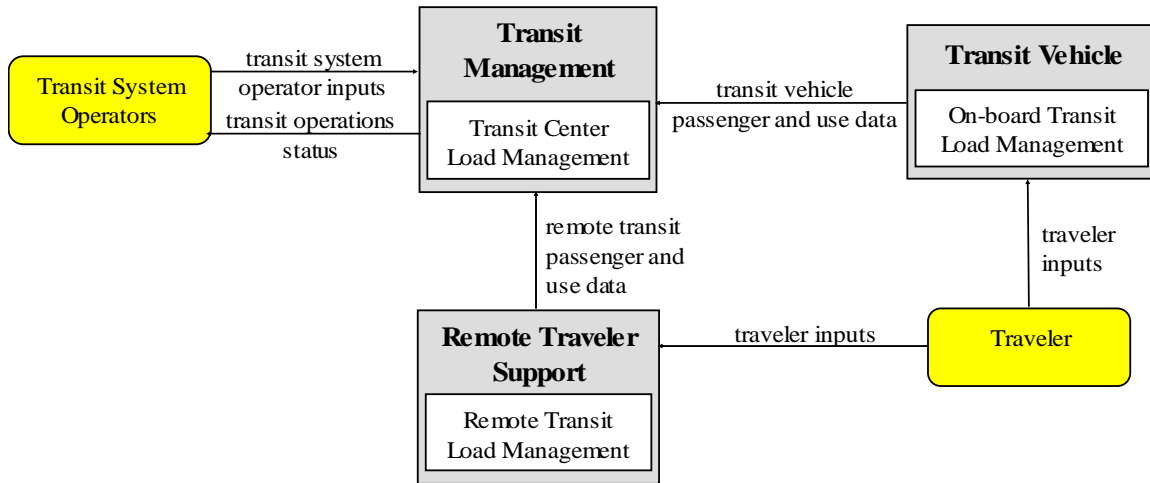 Transit System
Operators
transit system
operator inputs
transit operations
status
Transit
Management
Transit Center
Load Management
transit vehicle
passenger and use data
Transit Vehicle
On-board Transit
Load Management
remote transit
passenger and
use data
traveler
inputs
Remote Traveler
Support
Remote Transit
Load Management
traveler inputs
Traveler